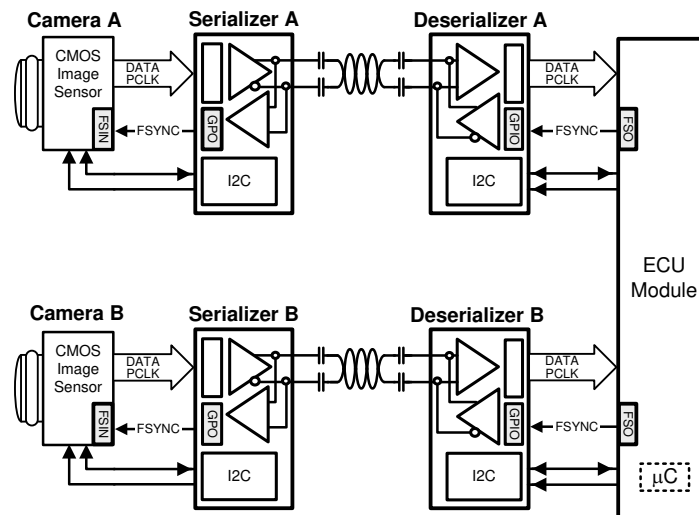 Camera A
Serializer A
Deserializer A
CMOS
Image
Sensor
DATA
PCLK
DATA
PCLK
FSIN
FSYNC
GPO
GPIO
FSYNC
FSO
I2C
I2C
ECU
Module
Camera B
Serializer B
Deserializer B
CMOS
Image
Sensor
DATA
PCLK
DATA
PCLK
FSIN
FSYNC
GPO
GPIO
FSYNC
FSO
I2C
I2C
μC